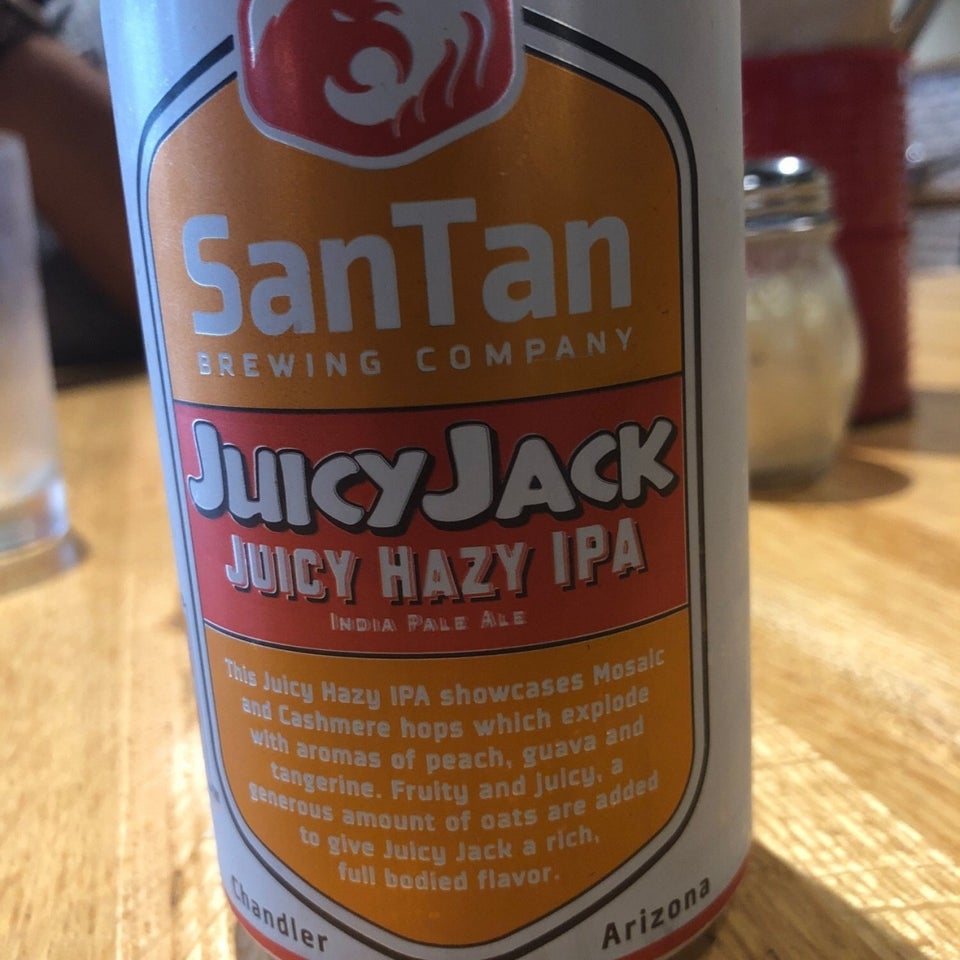 SanTan
BREWING COMPANY
JUICYJACK
JUICY HAZY IPA
INDIA PALE ALE
This Juicy Hazy IPA showcases Mosaic
and Cashmere hops which explode
with aromas of peach, guava and
tangerine. Fruity and juicy, a
generous amount of oats are added
to give Juicy Jack a rich,
full bodied flavor.
Chandler
Arizona